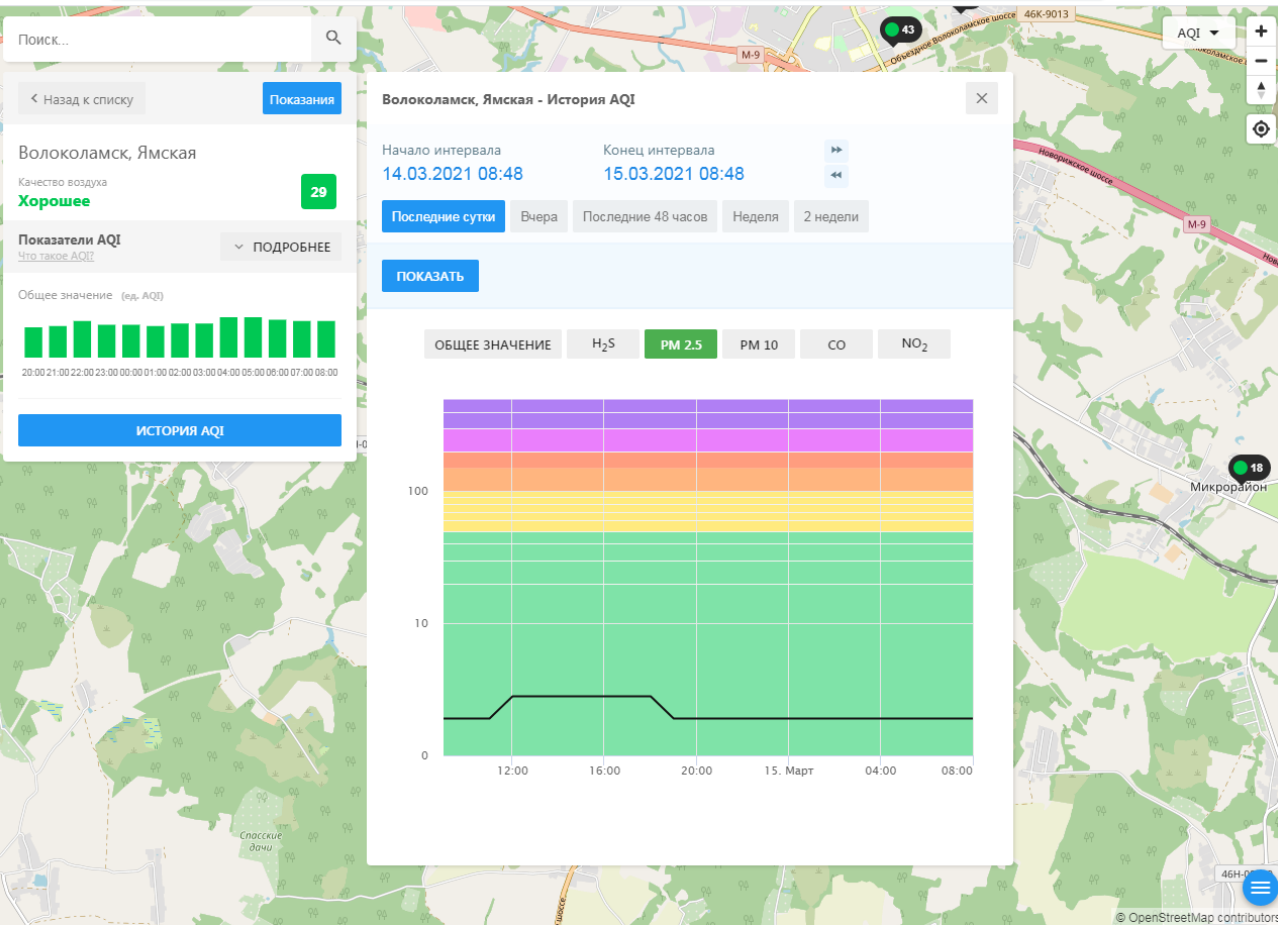 46К-9013
43
AQI
Поиск...
М-9
Объездное Волоколамское шоссе
Назад к списку
Показания
Волоколамск, Ямская - История AQI
Волоколамск, Ямская
Качество воздуха
Хорошее
29
Начало интервала
Конец интервала
14.03.2021 08:48
15.03.2021 08:48
Новорижское шоссе
М-9
Последние сутки
Вчера
Последние 48 часов
Неделя
2 недели
Показатели AQI
Что такое AQI?
ПОДРОБНЕЕ
ПОКАЗАТЬ
Общее значение (ед. AQI)
20:00 21:00 22:00 23:00 00:00 01:00 02:00 03:00 04:00 05:00 06:00 07:00 08:00
ОБЩЕЕ ЗНАЧЕНИЕ
H2S
PM 2.5
PM 10
CO
NO2
ИСТОРИЯ AQI
18
Микрорайон
100
10
0
12:00
16:00
20:00
15. Март
04:00
08:00
Спасские
дачи
шоссе
© OpenStreetMap contributors